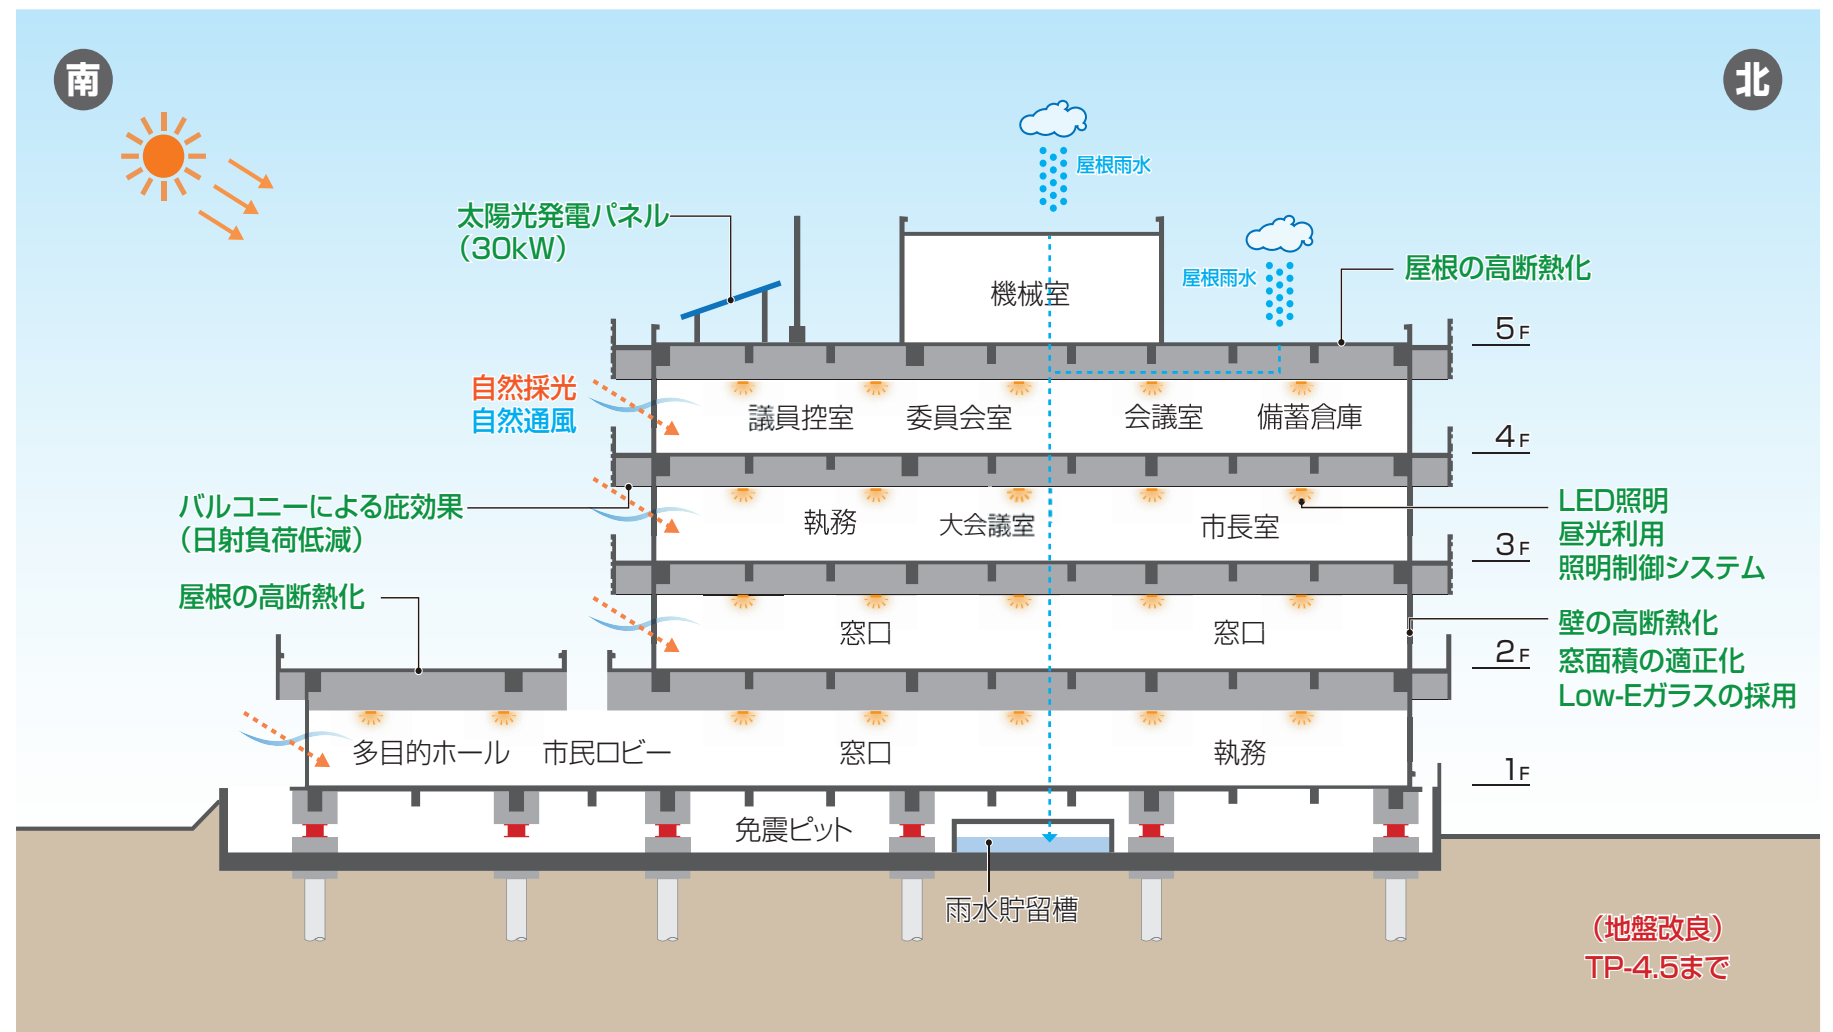 南
北
屋根雨水
太陽光発電パネル
（30kW）
屋根雨水
屋根の高断熱化
機械室
5F
自然採光
自然通風
議員控室
委員会室
会議室
備蓄倉庫
4F
バルコニーによる庇効果
（日射負荷低減）
執務
大会議室
市長室
LED照明
昼光利用
照明制御システム
3F
屋根の高断熱化
窓口
窓口
壁の高断熱化
窓面積の適正化
Low-Eガラスの採用
2F
多目的ホール
市民ロビー
窓口
執務
1F
免震ピット
雨水貯留槽
（地盤改良）
TP-4.5まで